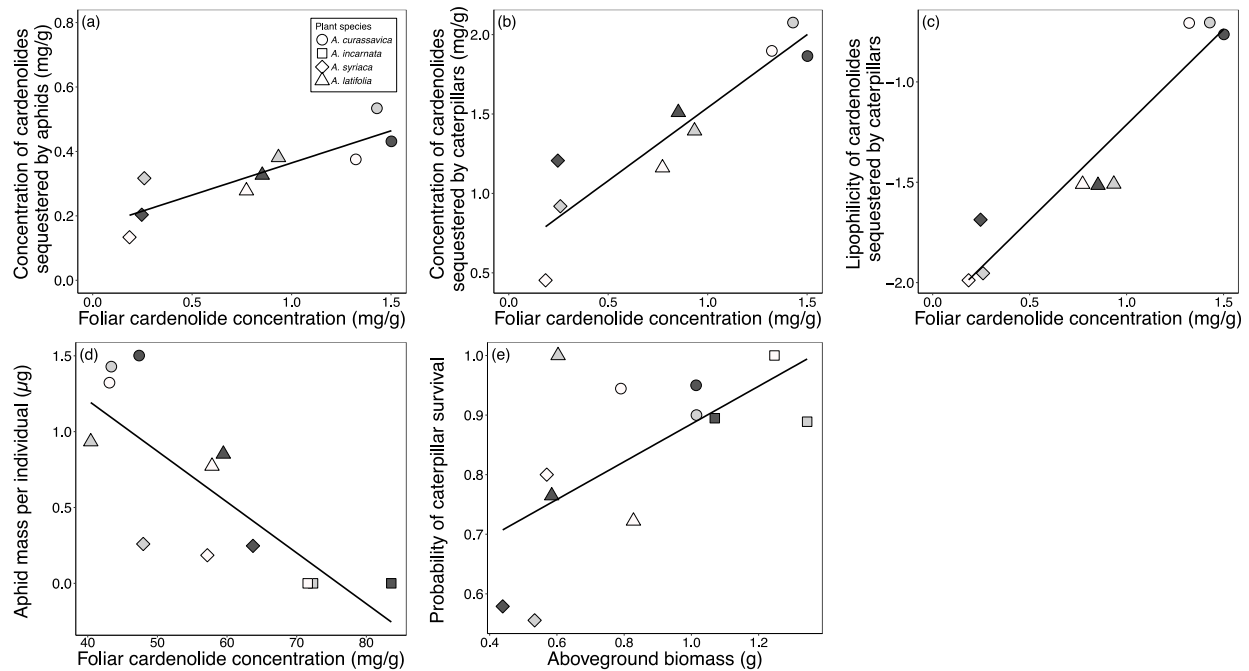 (a)
Plant species
A. curassavica
A. incarnata
A. syriaca
A. latifolia
0.8
0.6
0.4
0.2
0.0
Concentration of cardenolides
sequestered by aphids (mg/g)
0.0 0.5 1.0 1.5
Foliar cardenolide concentration (mg/g)
(b)
2.0
1.5
1.0
0.5
Concentration of cardenolides
sequestered by caterpillars (mg/g)
0.0 0.5 1.0 1.5
Foliar cardenolide concentration (mg/g)
(c)
−1.0
−1.5
−2.0
Lipophilicity of cardenolides
sequestered by caterpillars
0.0 0.5 1.0 1.5
Foliar cardenolide concentration (mg/g)
(d)
1.5
1.0
0.5
0.0
Aphid mass per individual (µg)
40 50 60 70 80
Foliar cardenolide concentration (mg/g)
(e)
1.0
0.9
0.8
0.7
0.6
Probability of caterpillar survival
0.4 0.6 0.8 1.0 1.2
Aboveground biomass (g)